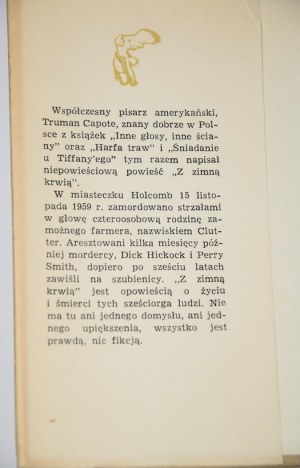 Współczesny pisarz amerykański,
Truman Capote, znany dobrze w Pol-
sce z książek „Inne głosy, inne ścia-
ny” oraz „Harfa traw” i „Śniadanie
u Tiffany'ego” tym razem napisał
niepowieściową powieść „Z zimną
krwią”.
W miasteczku Holcomb 15 listo-
pada 1959 r. zamordowano strzałami
w głowę czteroosobową rodzinę za-
możnego farmera, nazwiskiem Clut-
ter. Aresztowani kilka miesięcy póź-
niej mordercy, Dick Hickock i Perry
Smith, dopiero po sześciu latach
zawiśli na szubienicy. „Z zimną
krwią” jest opowieścią o życiu
i śmierci tych sześciorga ludzi. Nie
ma tu ani jednego domysłu, ani jed-
nego upiększenia, wszystko jest
prawdą, nic fikcją.